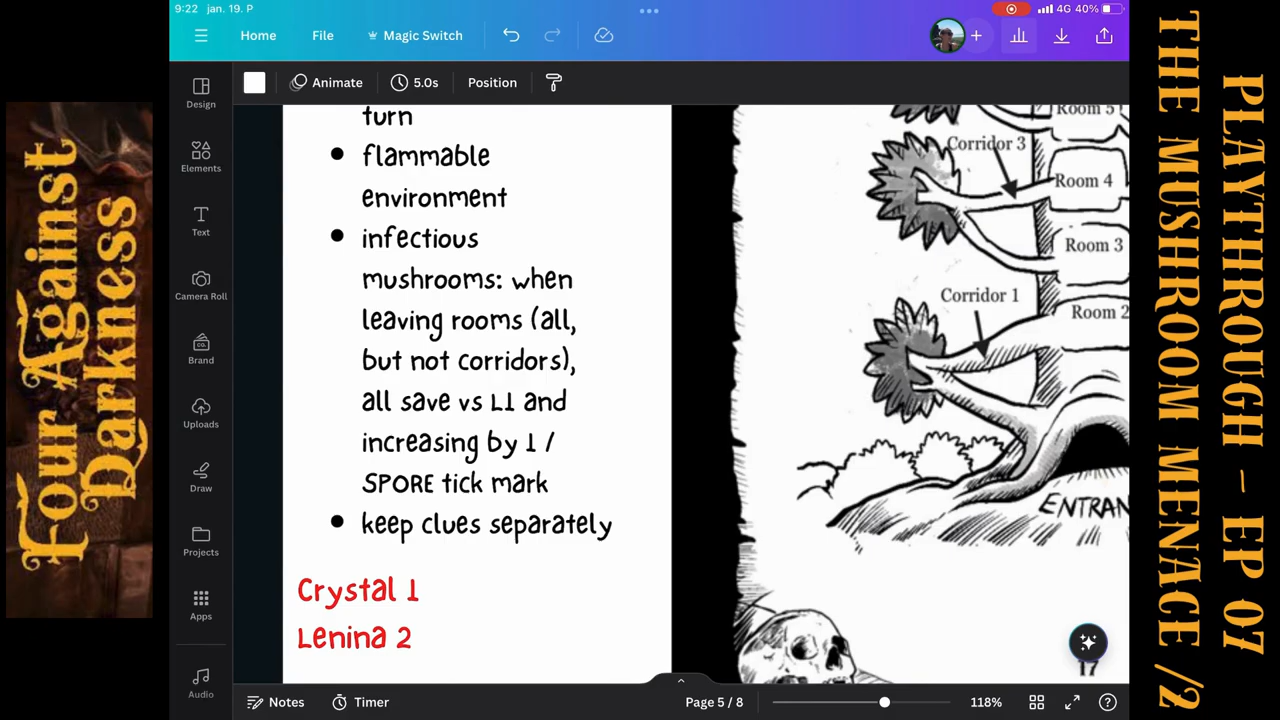 Four Against
Darkness
9:22 jan. 19. P
4G 40%
Home
File
Magic Switch
Animate
5.0s
Position
Design
Elements
Text
Camera Roll
Brand
Uploads
Draw
Projects
Apps
Audio
turn
• flammable
environment
• infectious
mushrooms: when
leaving rooms (all,
but not corridors),
all save vs L1 and
increasing by 1 /
SPORE tick mark
• keep clues separately
Crystal 1
Lenina 2
Room 5
Corridor 3
Room 4
Room 3
Corridor 1
Room 2
ENTRAN
17
Notes
Timer
Page 5 / 8
118%
PLAYTHROUGH – EP 07
THE MUSHROOM MENACE /2